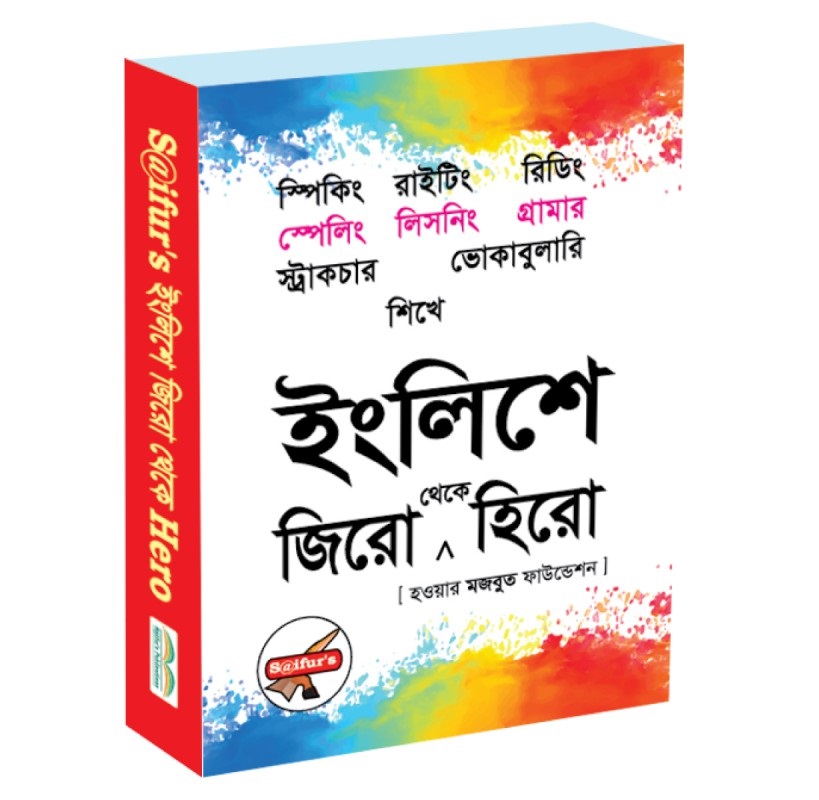 স্পিকিং রাইটিং রিডিং
স্পেলিং লিসনিং গ্রামার
স্ট্রাকচার ভোকাবুলারি
শিখে
ইংলিশে
জিরো থেকে হিরো
[ হওয়ার মজবুত ফাউন্ডেশন ]
S@ifur's
S@ifur's ইংলিশে জিরো থেকে Hero